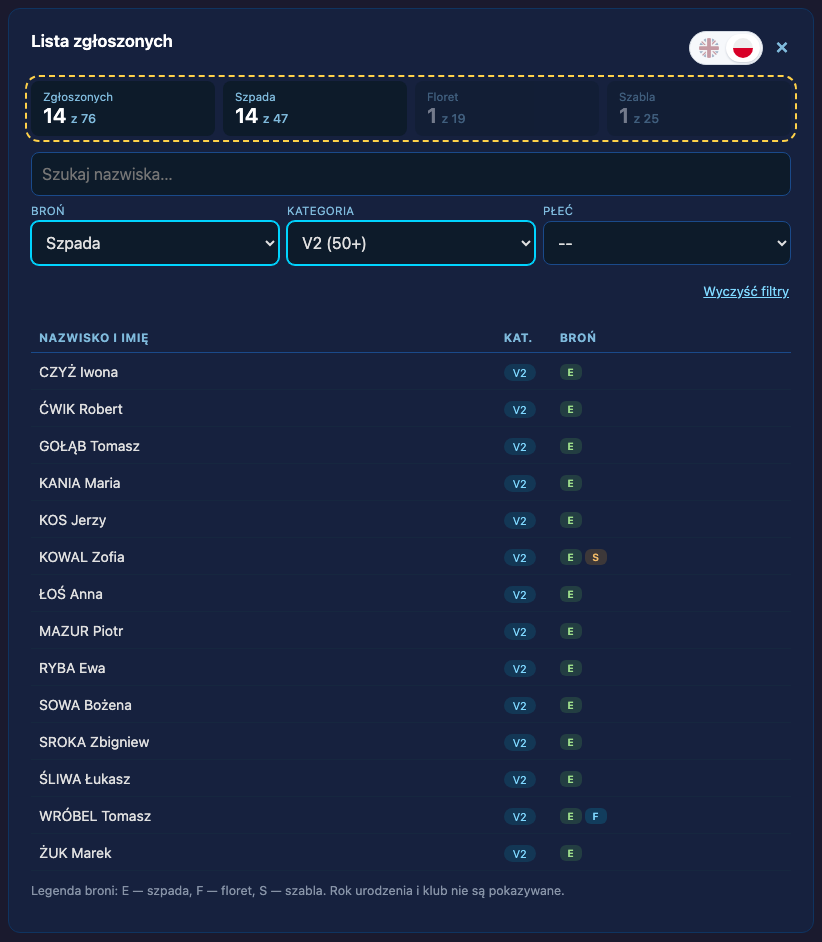 Lista zgłoszonych
✕
Zgłoszonych Szpada Floret Szabla
14 z 76 14 z 47 1 z 19 1 z 25
Szukaj nazwiska...
BROŃ KATEGORIA PŁEĆ
Szpada V2 (50+) --
Wyczyść filtry
NAZWISKO I IMIĘ KAT. BROŃ
CZYŻ Iwona V2 E
ĆWIK Robert V2 E
GOŁĄB Tomasz V2 E
KANIA Maria V2 E
KOS Jerzy V2 E
KOWAL Zofia V2 E S
ŁOŚ Anna V2 E
MAZUR Piotr V2 E
RYBA Ewa V2 E
SOWA Bożena V2 E
SROKA Zbigniew V2 E
ŚLIWA Łukasz V2 E
WRÓBEL Tomasz V2 E F
ŻUK Marek V2 E
Legenda broni: E — szpada, F — floret, S — szabla. Rok urodzenia i klub nie są pokazywane.